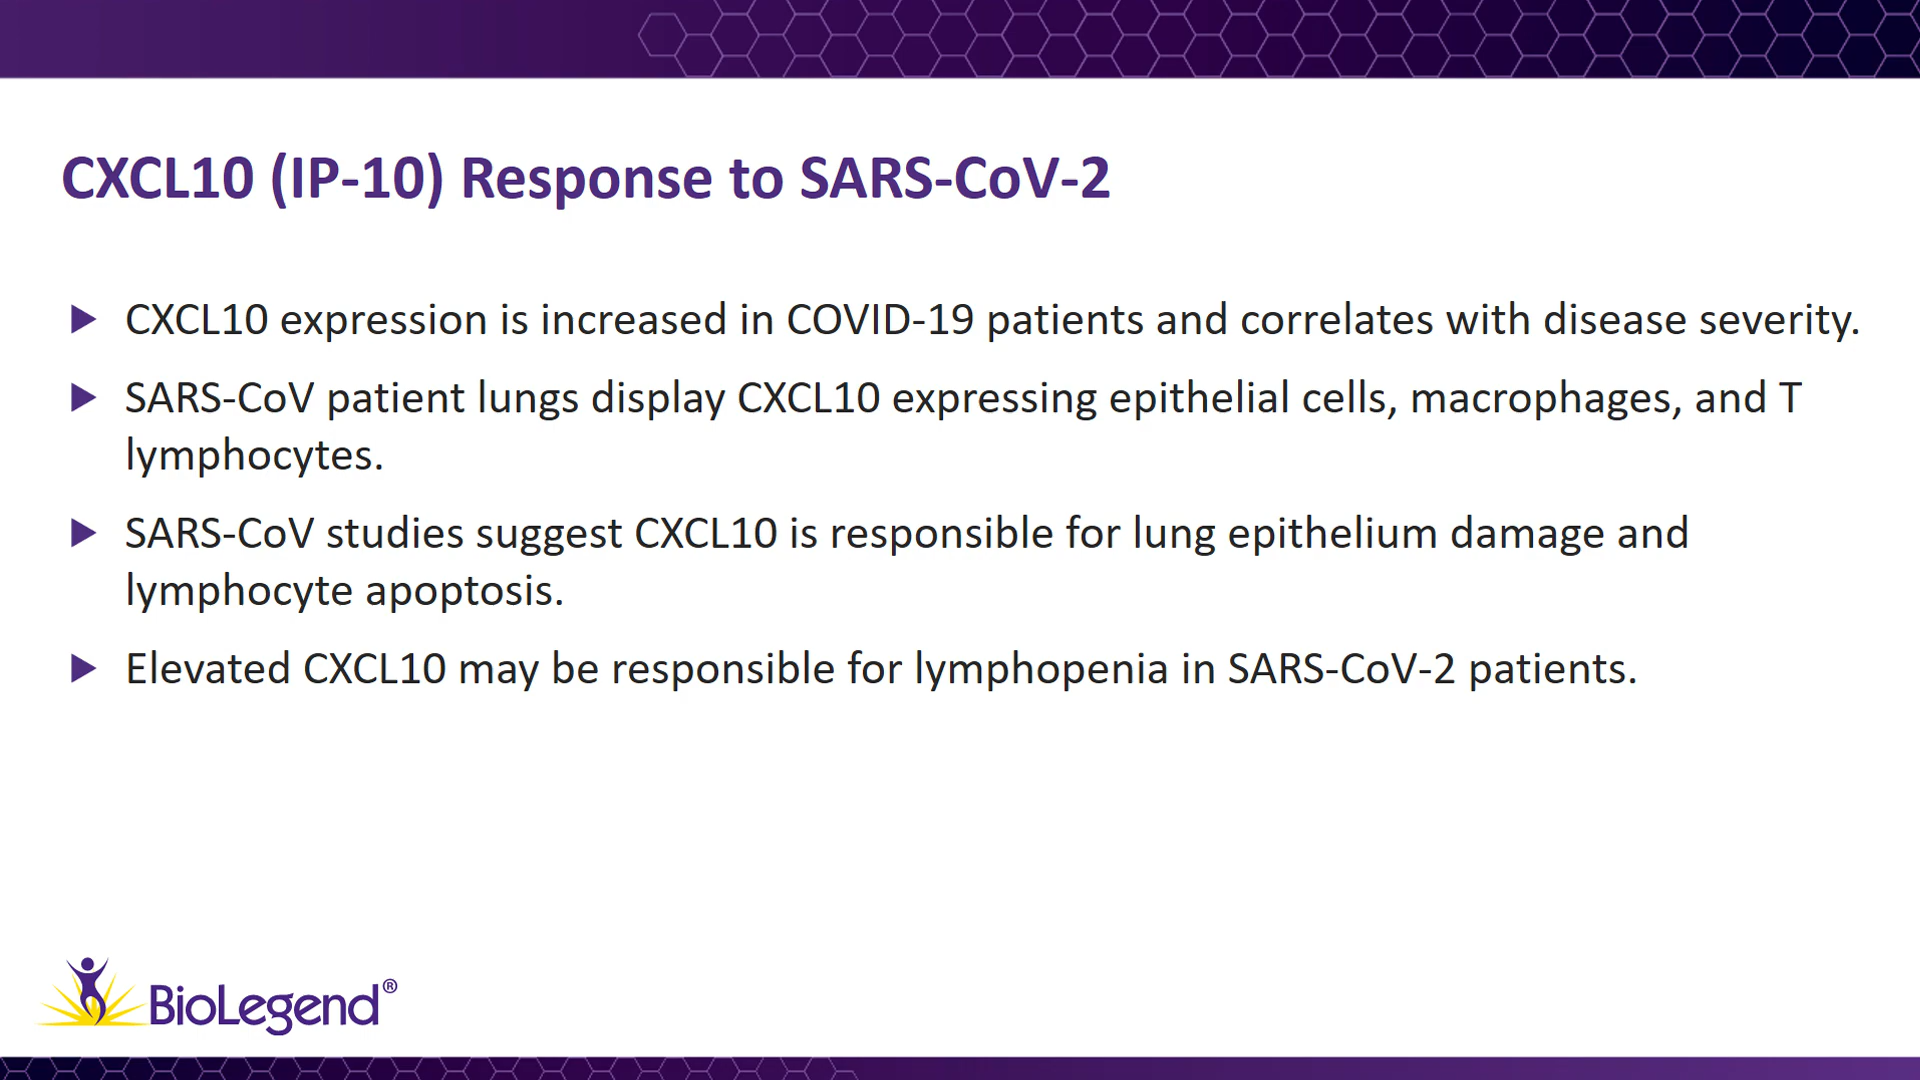 CXCL10 (IP-10) Response to SARS-CoV-2
CXCL10 expression is increased in COVID-19 patients and correlates with disease severity.
SARS-CoV patient lungs display CXCL10 expressing epithelial cells, macrophages, and T
lymphocytes.
SARS-CoV studies suggest CXCL10 is responsible for lung epithelium damage and
lymphocyte apoptosis.
Elevated CXCL10 may be responsible for lymphopenia in SARS-CoV-2 patients.
BioLegend®